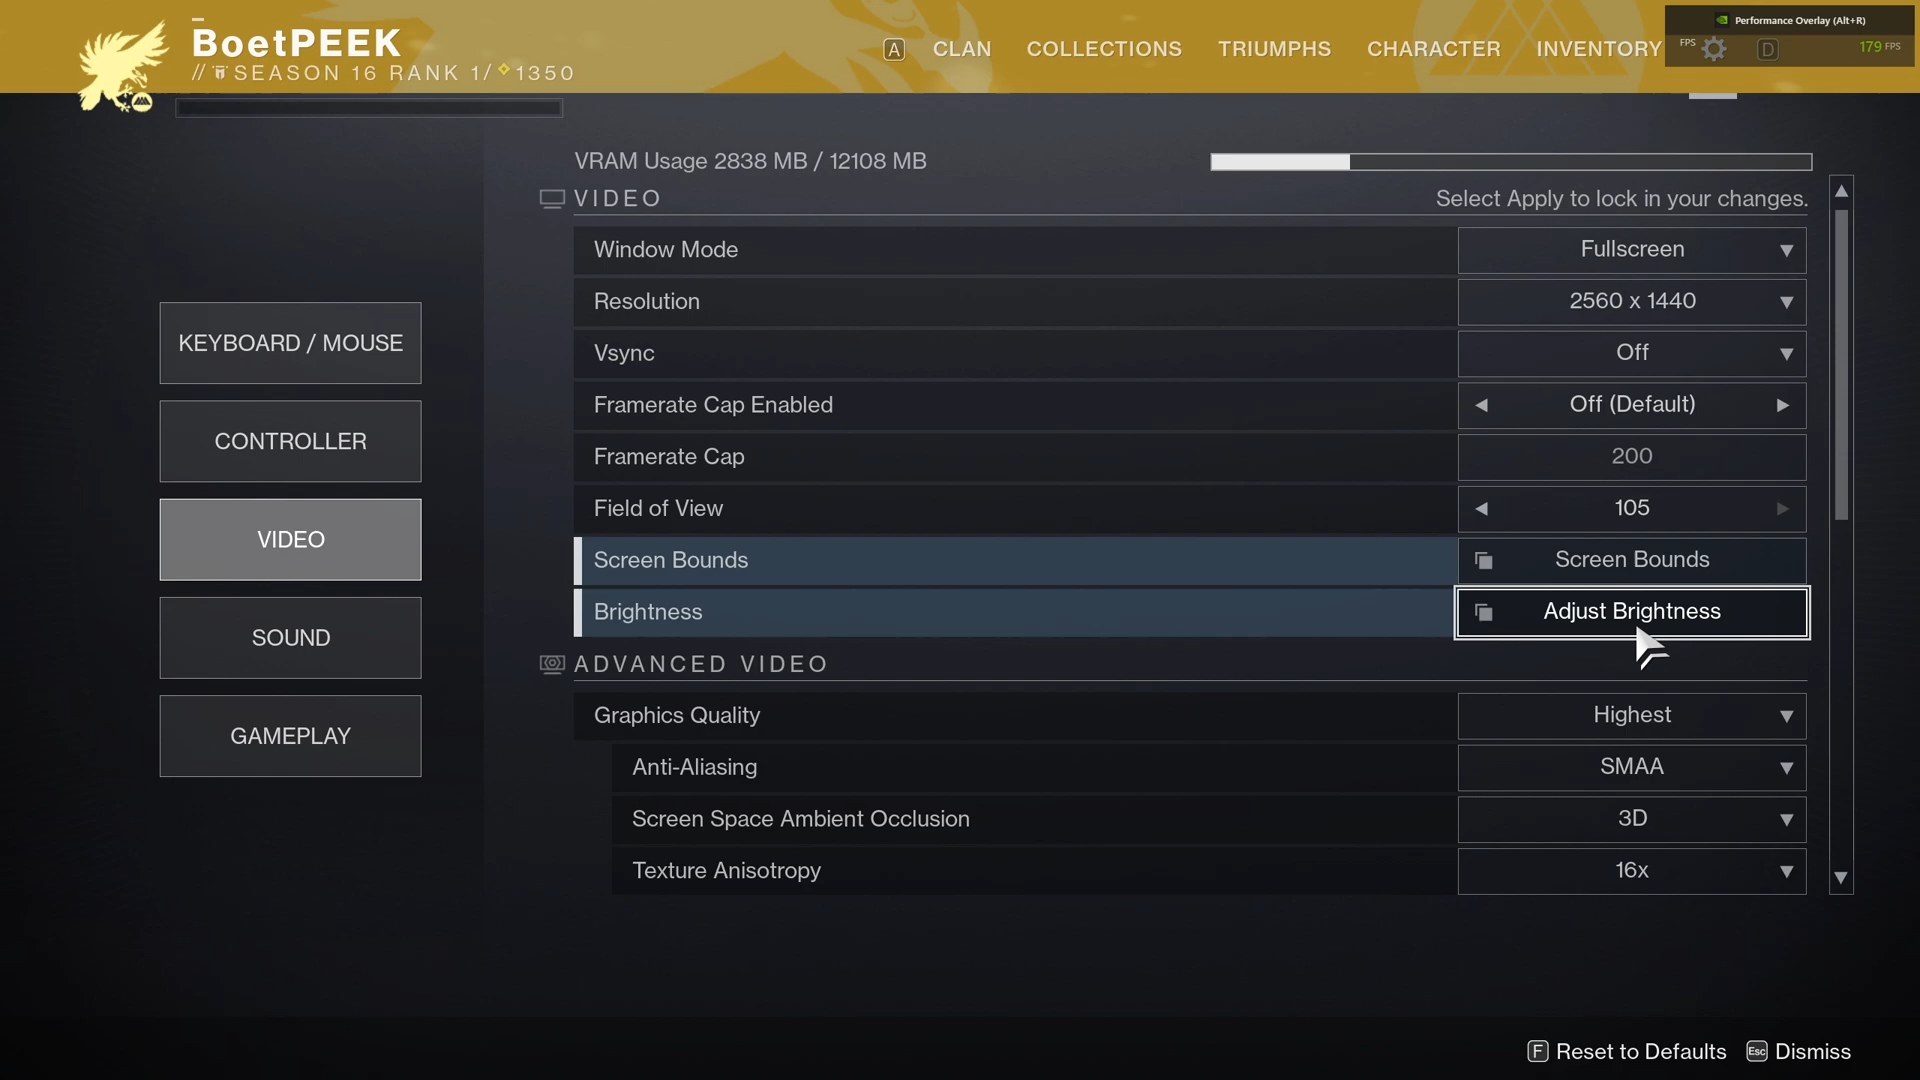 BoetPEEK
// SEASON 16 RANK 1/ 1350
A CLAN COLLECTIONS TRIUMPHS CHARACTER INVENTORY D
Performance Overlay (Alt+R)
FPS 179 FPS
VRAM Usage 2838 MB / 12108 MB
VIDEO Select Apply to lock in your changes.
Window Mode Fullscreen
Resolution 2560 x 1440
Vsync Off
Framerate Cap Enabled Off (Default)
Framerate Cap 200
Field of View 105
Screen Bounds Screen Bounds
Brightness Adjust Brightness
ADVANCED VIDEO
Graphics Quality Highest
Anti-Aliasing SMAA
Screen Space Ambient Occlusion 3D
Texture Anisotropy 16x
KEYBOARD / MOUSE
CONTROLLER
VIDEO
SOUND
GAMEPLAY
F Reset to Defaults Esc Dismiss